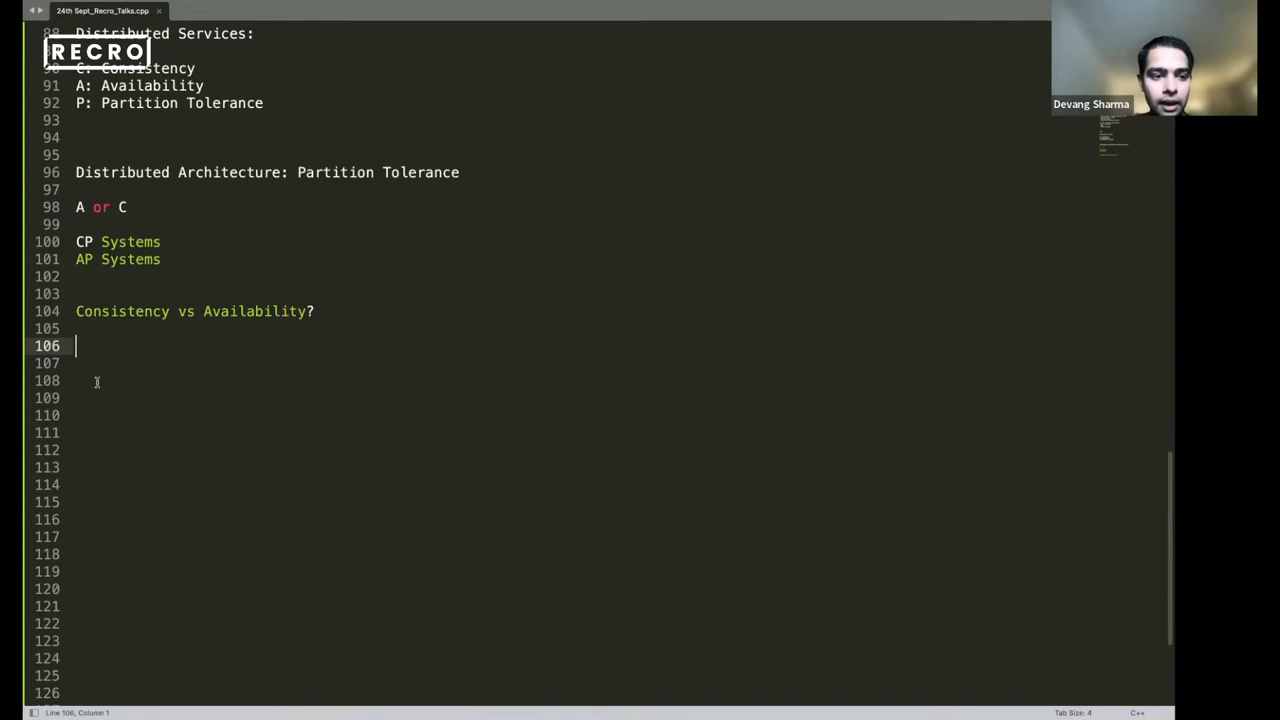 24th Sept_Recro_Talks.cpp
88 Distributed Services:
RECRO
90 C: Consistency
91 A: Availability
92 P: Partition Tolerance
93
94
95
96 Distributed Architecture: Partition Tolerance
97
98 A or C
99
100 CP Systems
101 AP Systems
102
103
104 Consistency vs Availability?
105
106
107
108
109
110
111
112
113
114
115
116
117
118
119
120
121
122
123
124
125
126
Devang Sharma
Line 106, Column 1
Tab Size: 4
C++